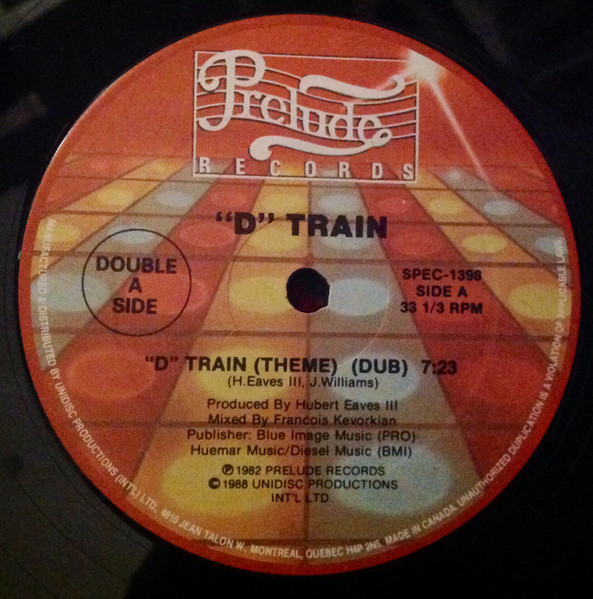 Prelude
RECORDS
"D" TRAIN
DOUBLE
A
SIDE
SPEC-1398
SIDE A
33 1/3 RPM
"D" TRAIN (THEME) (DUB) 7:23
(H.Eaves III, J.Williams)
Produced By Hubert Eaves III
Mixed By Francois Kevorkian
Publisher: Blue Image Music (PRO)
Huemar Music/Diesel Music (BMI)
℗ 1982 PRELUDE RECORDS
© 1988 UNIDISC PRODUCTIONS
INT'L LTD.
MANUFACTURED & DISTRIBUTED BY UNIDISC PRODUCTIONS (INT'L) LTD. 4810 JEAN TALON W. MONTREAL, QUEBEC H4P 2N5. MADE IN CANADA. UNAUTHORIZED DUPLICATION IS A VIOLATION OF APPLICABLE LAWS.